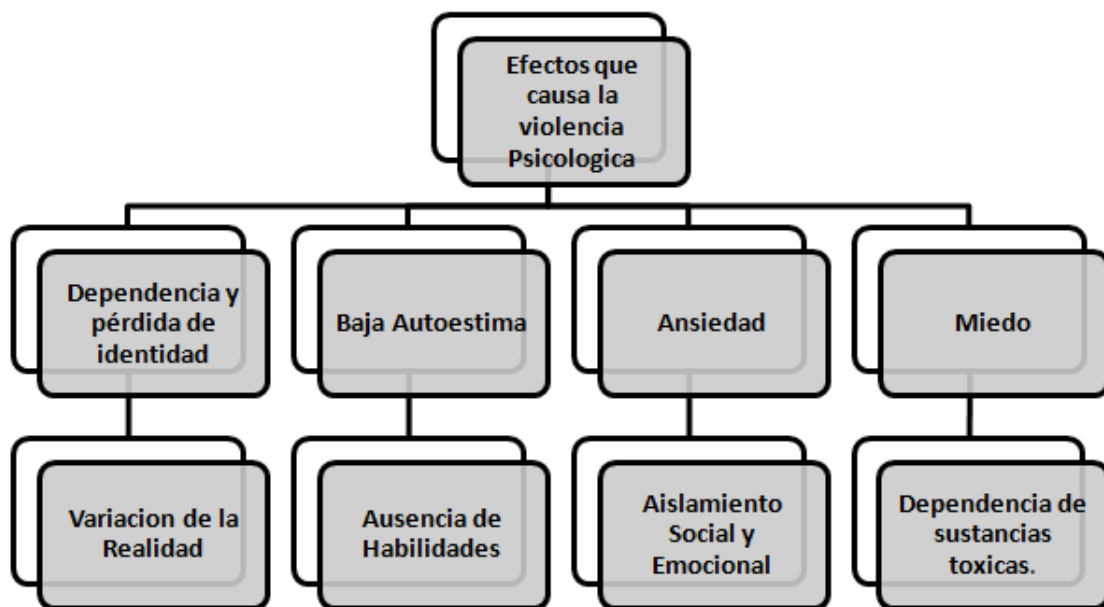 Efectos que
causa la
violencia
Psicologica
Dependencia y
pérdida de
identidad
Baja Autoestima
Ansiedad
Miedo
Variacion de la
Realidad
Ausencia de
Habilidades
Aislamiento
Social y
Emocional
Dependencia de
sustancias
toxicas.